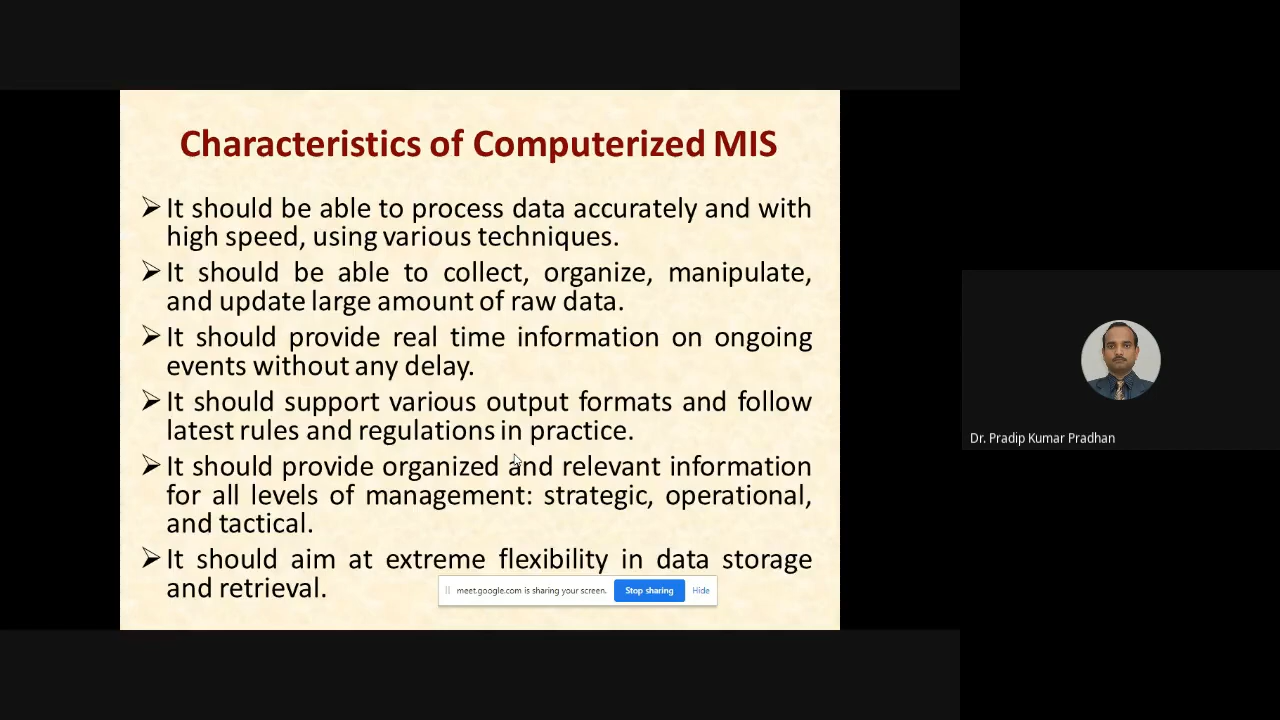 Characteristics of Computerized MIS
It should be able to process data accurately and with
high speed, using various techniques.
It should be able to collect, organize, manipulate,
and update large amount of raw data.
It should provide real time information on ongoing
events without any delay.
It should support various output formats and follow
latest rules and regulations in practice.
It should provide organized and relevant information
for all levels of management: strategic, operational,
and tactical.
It should aim at extreme flexibility in data storage
and retrieval.
meet.google.com is sharing your screen.
Stop sharing
Hide
Dr. Pradip Kumar Pradhan